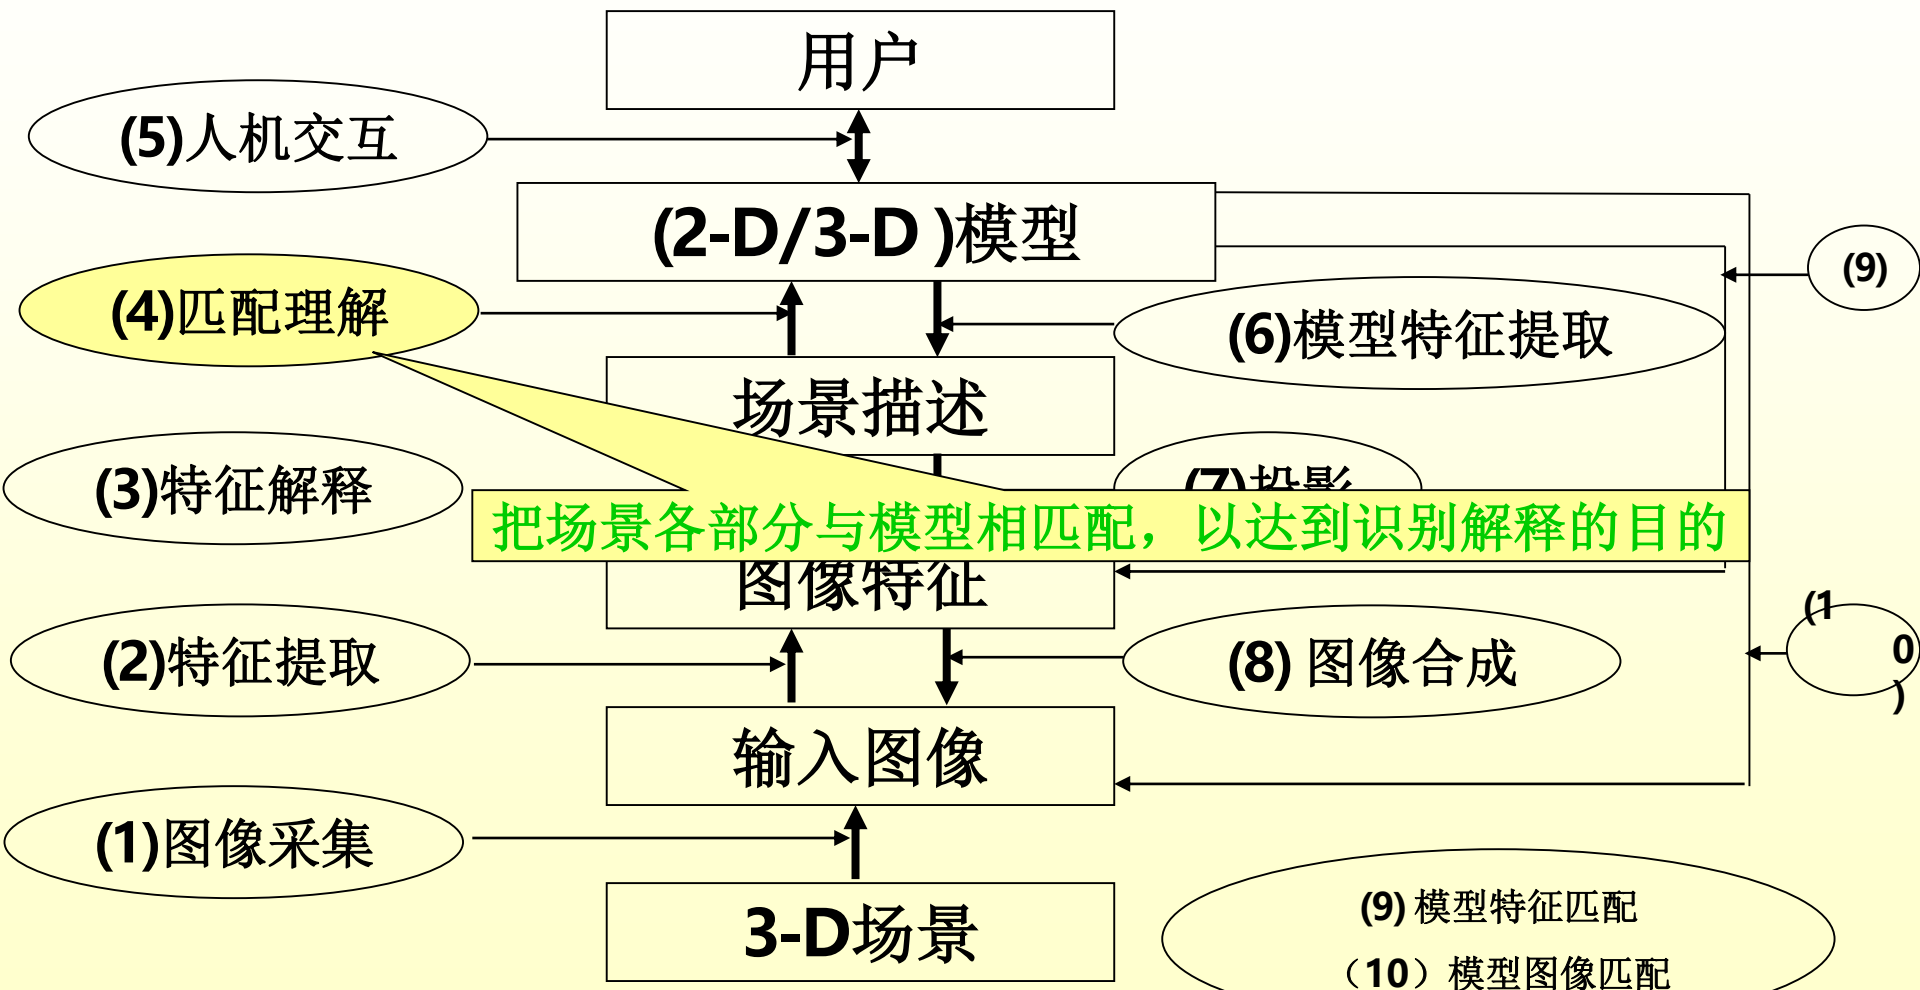 用户
(5)人机交互
(2-D/3-D )模型
(9)
(4)匹配理解
(6)模型特征提取
场景描述
(3)特征解释
(7)投影
把场景各部分与模型相匹配，以达到识别解释的目的
图像特征
(10)
(2)特征提取
(8) 图像合成
输入图像
(1)图像采集
3-D场景
(9) 模型特征匹配
（10）模型图像匹配